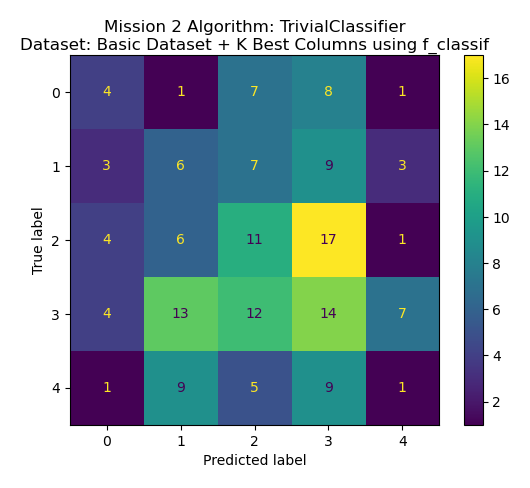 Mission 2 Algorithm: TrivialClassifier
Dataset: Basic Dataset + K Best Columns using f_classif
0 4 1 7 8 1
1 3 6 7 9 3
2 4 6 11 17 1
3 4 13 12 14 7
4 1 9 5 9 1
0 1 2 3 4
True label
Predicted label
16
14
12
10
8
6
4
2